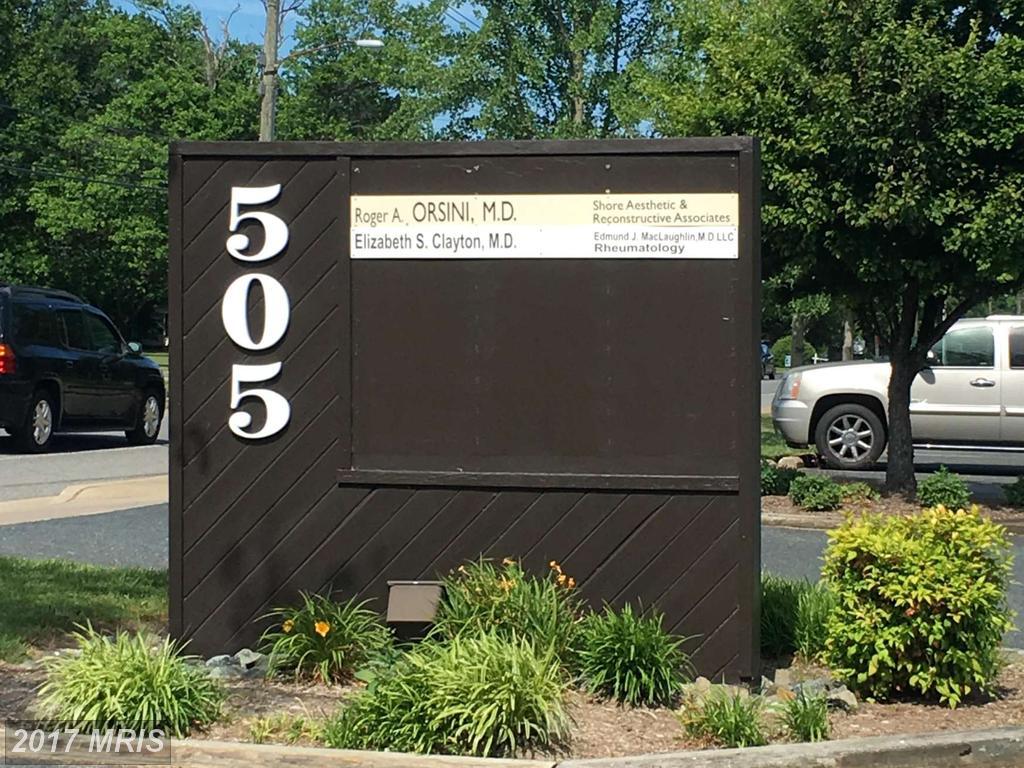 505
Roger A. ORSINI, M.D.
Shore Aesthetic &
Reconstructive Associates
Elizabeth S. Clayton, M.D.
Edmund J. MacLaughlin, M.D LLC
Rheumatology
2017 MRIS